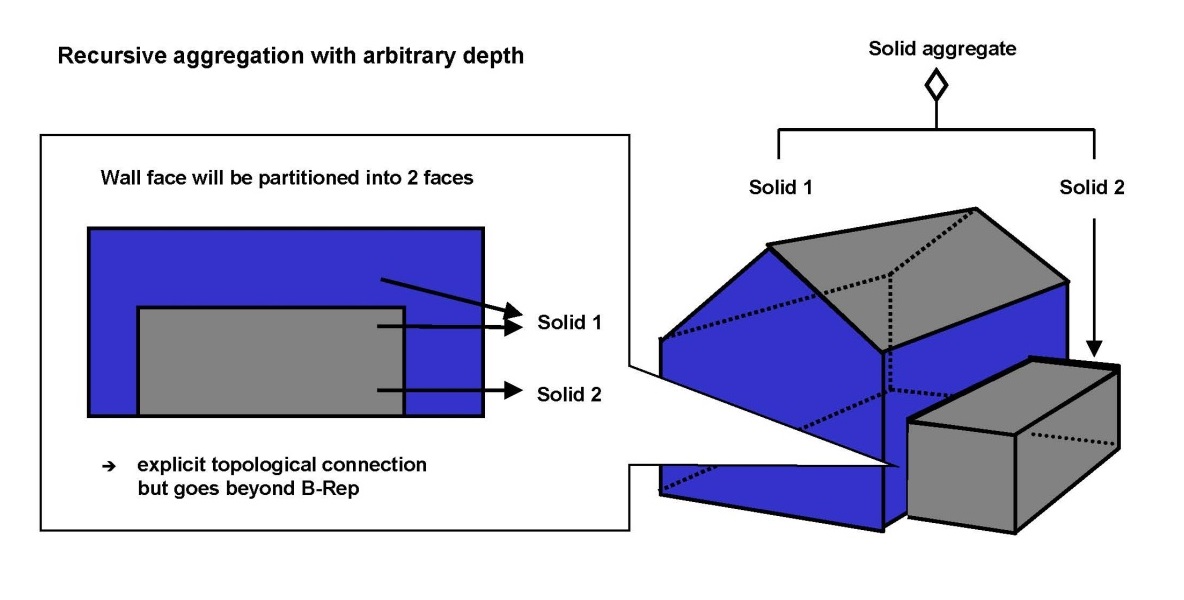 Recursive aggregation with arbitrary depth
Solid aggregate
Wall face will be partitioned into 2 faces
Solid 1
Solid 2
Solid 1
Solid 2
➔ explicit topological connection
but goes beyond B-Rep